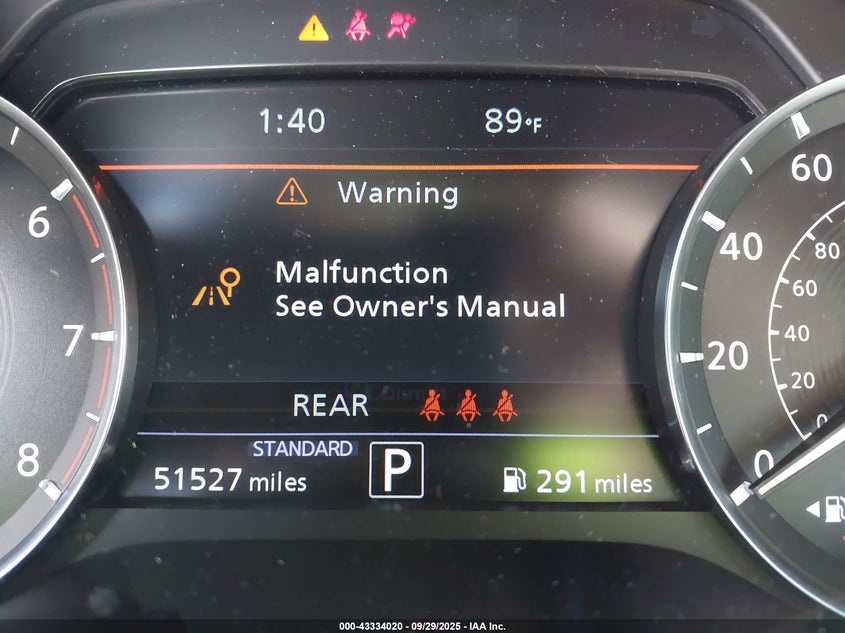 1:40 89°F
Warning
Malfunction
See Owner's Manual
REAR
STANDARD
51527 miles P 291 miles
6
7
8
60
40
20
0
80
60
40
20
0
000-43334020 - 09/29/2025 - IAA Inc.